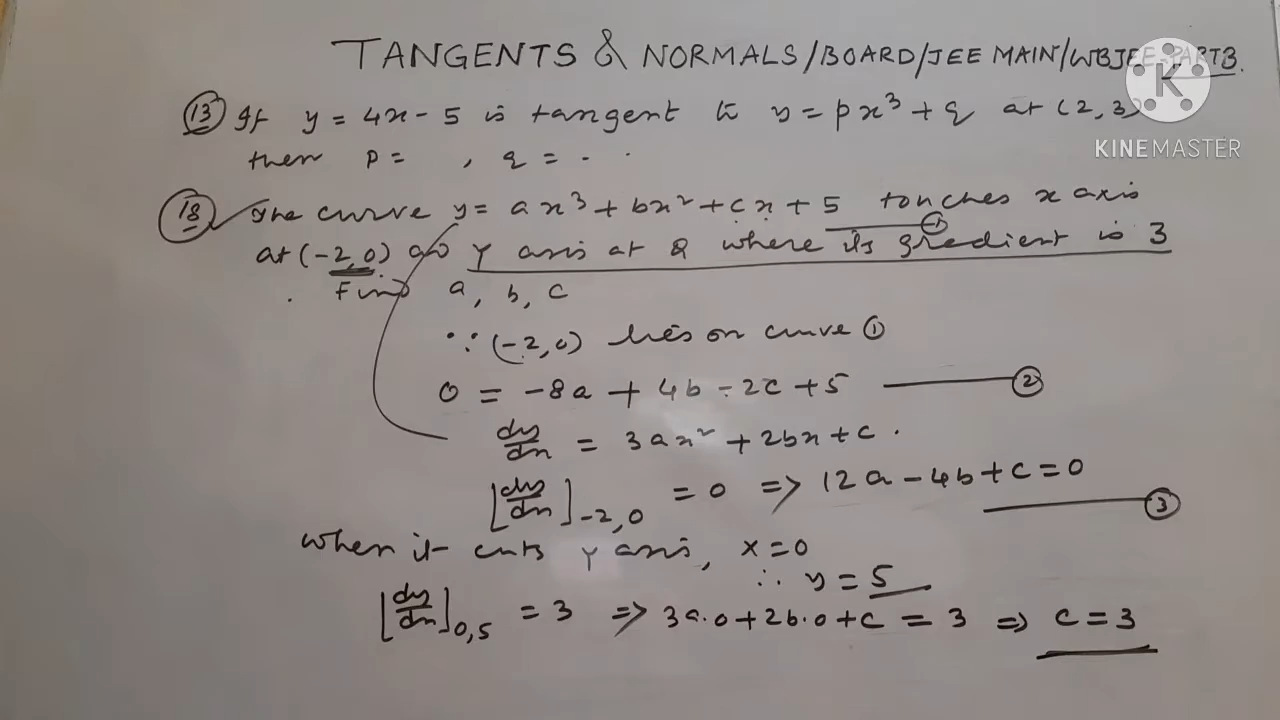 TANGENTS & NORMALS/BOARD/JEE MAIN/WBJEE-PART3.
K
KINEMASTER
(13) If y = 4x - 5 is tangent to y = px³ + q at (2,3)
then p = , q = - .
(18) The curve y = ax³ + bx² + cx + 5 touches x axis
①
at (-2,0) and Y axis at Q where its gradient is 3
. Find a, b, c
∵ (-2,0) lies on curve ①
0 = -8a + 4b - 2c + 5 ②
dy/dx = 3ax² + 2bx + c .
[dy/dx]-2,0 = 0 ⇒ 12a - 4b + c = 0
③
When it cuts Y axis, x = 0
∴ y = 5
[dy/dx]0,5 = 3 ⇒ 3a.0 + 2b.0 + c = 3 ⇒ c = 3